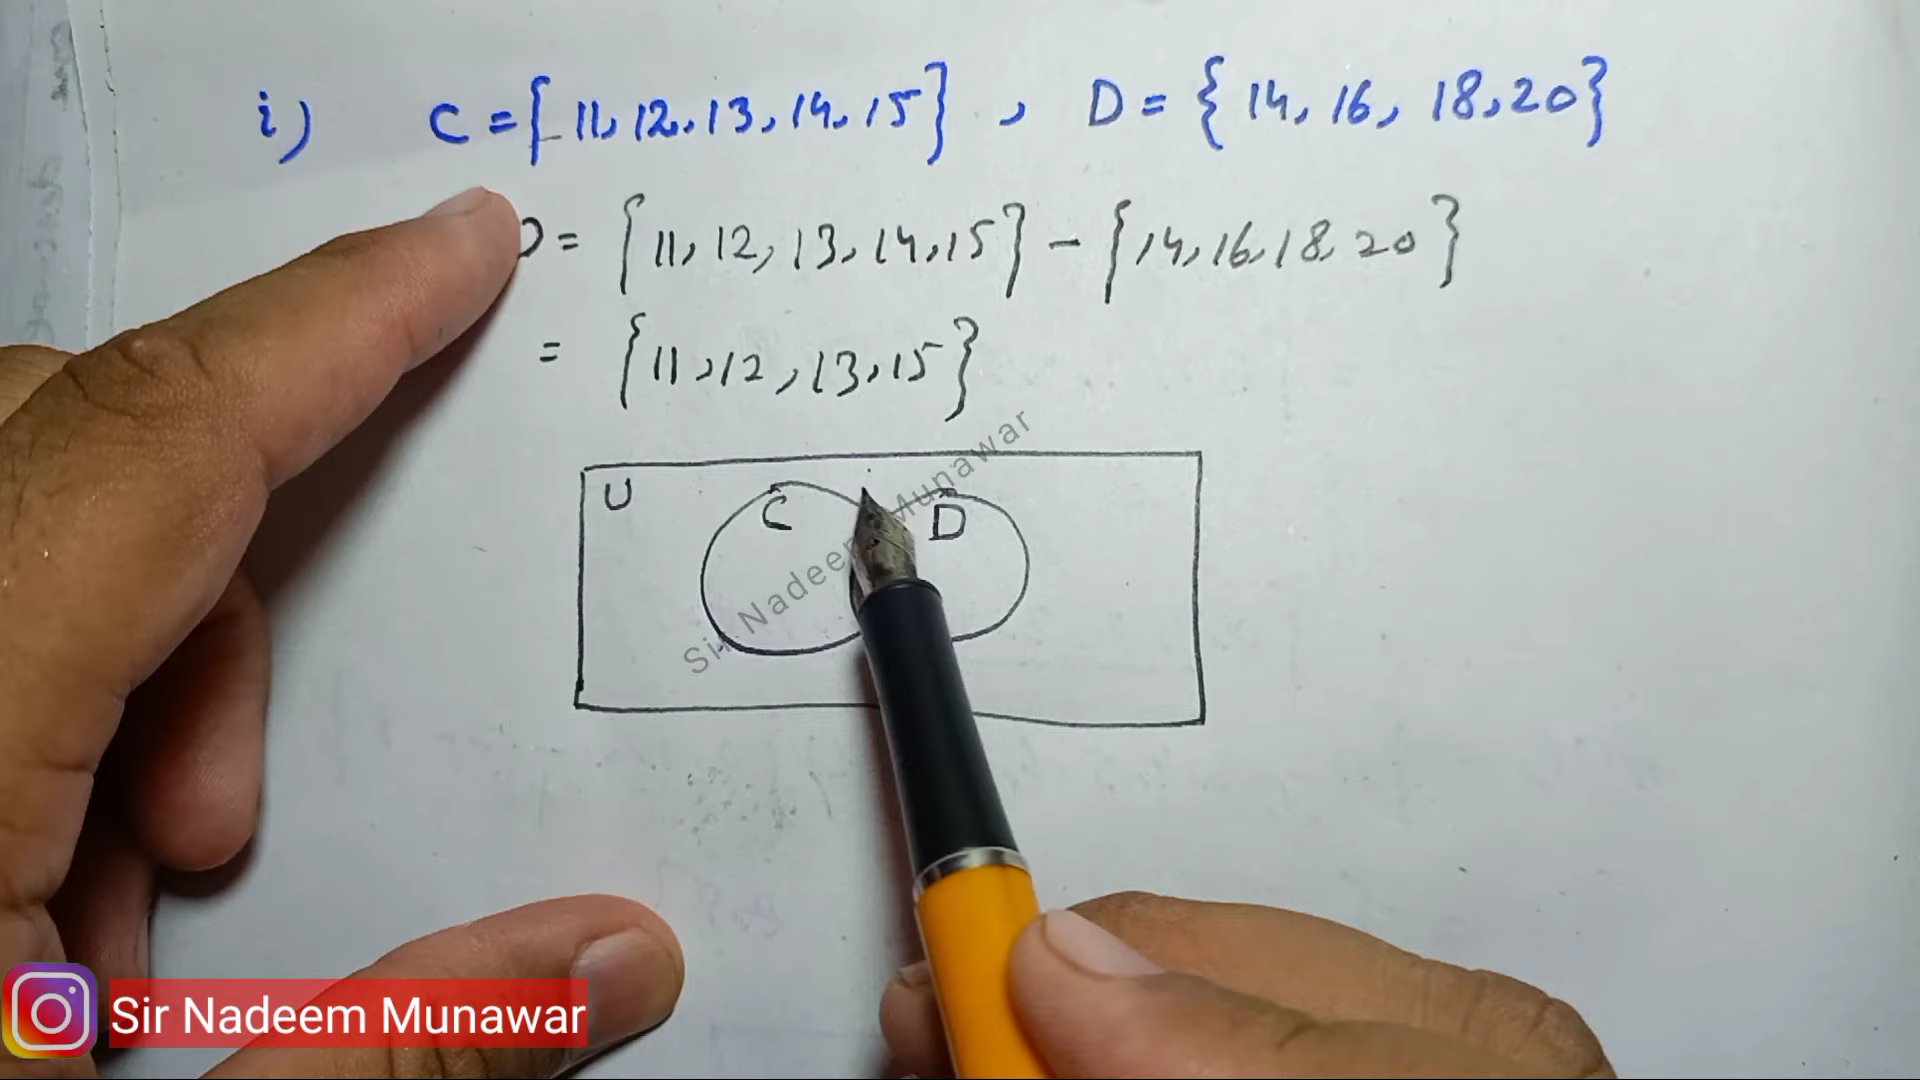 i) C = { 11, 12, 13, 14, 15 } , D = { 14, 16, 18, 20 }
D = { 11, 12, 13, 14, 15 } - { 14, 16, 18, 20 }
= { 11, 12, 13, 15 }
U
C D
Sir Nadeem Munawar
Sir Nadeem Munawar